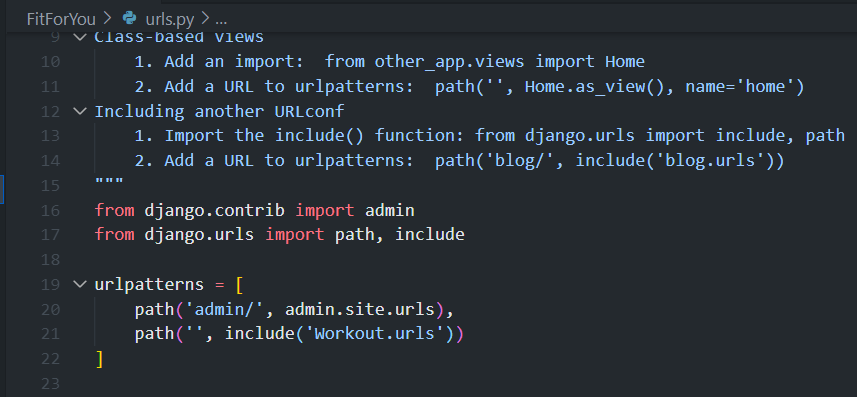 FitForYou > urls.py > ...
9 Class-based views
10     1. Add an import:  from other_app.views import Home
11     2. Add a URL to urlpatterns:  path('', Home.as_view(), name='home')
12 Including another URLconf
13     1. Import the include() function: from django.urls import include, path
14     2. Add a URL to urlpatterns:  path('blog/', include('blog.urls'))
15 """
16 from django.contrib import admin
17 from django.urls import path, include
18
19 urlpatterns = [
20     path('admin/', admin.site.urls),
21     path('', include('Workout.urls'))
22 ]
23